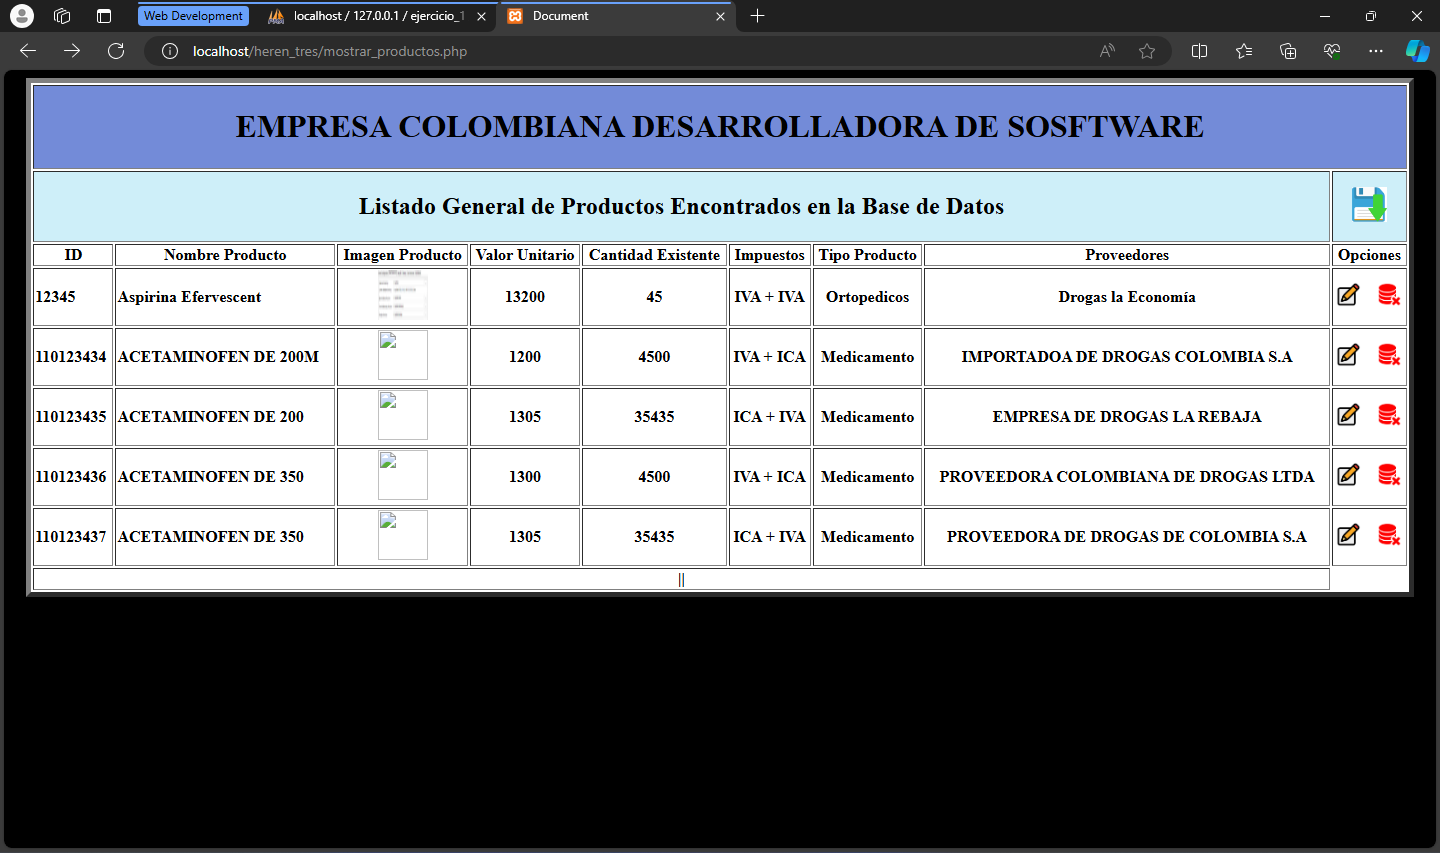 Web Development
localhost / 127.0.0.1 / ejercicio_1
Document
localhost/heren_tres/mostrar_productos.php
EMPRESA COLOMBIANA DESARROLLADORA DE SOSFTWARE
Listado General de Productos Encontrados en la Base de Datos
ID Nombre Producto Imagen Producto Valor Unitario Cantidad Existente Impuestos Tipo Producto Proveedores Opciones
12345 Aspirina Efervescent 13200 45 IVA + IVA Ortopedicos Drogas la Economía
110123434 ACETAMINOFEN DE 200M 1200 4500 IVA + ICA Medicamento IMPORTADOA DE DROGAS COLOMBIA S.A
110123435 ACETAMINOFEN DE 200 1305 35435 ICA + IVA Medicamento EMPRESA DE DROGAS LA REBAJA
110123436 ACETAMINOFEN DE 350 1300 4500 IVA + ICA Medicamento PROVEEDORA COLOMBIANA DE DROGAS LTDA
110123437 ACETAMINOFEN DE 350 1305 35435 ICA + IVA Medicamento PROVEEDORA DE DROGAS DE COLOMBIA S.A
||